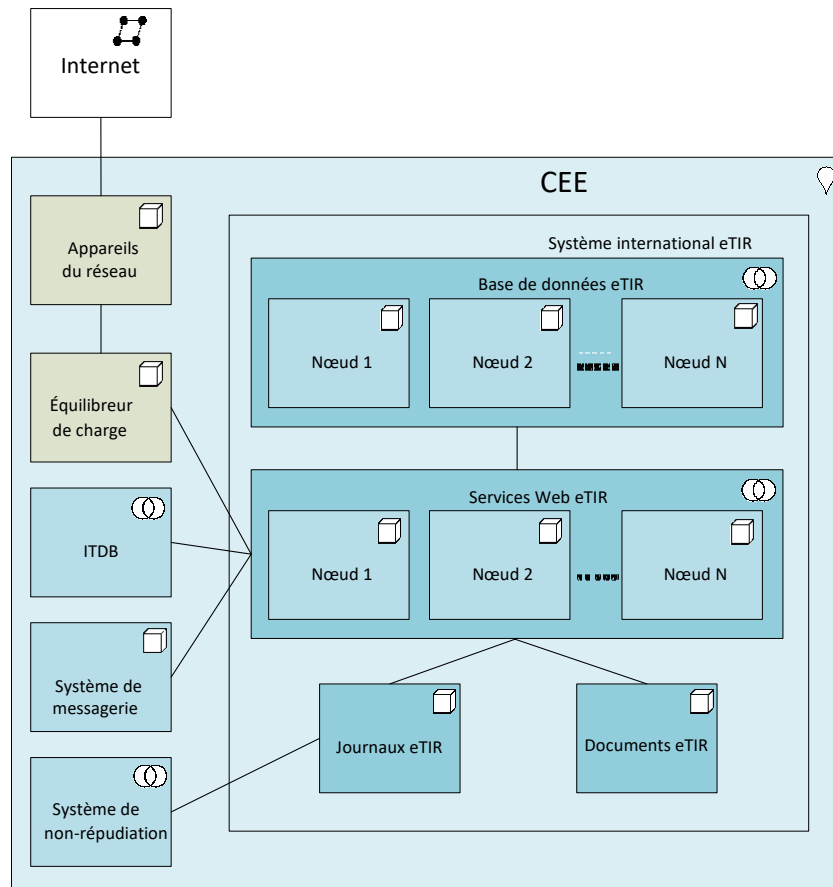 Internet
CEE
Appareils
du réseau
Système international eTIR
Base de données eTIR
Nœud 1
Nœud 2
Nœud N
Équilibreur
de charge
Services Web eTIR
ITDB
Nœud 1
Nœud 2
Nœud N
Système de
messagerie
Journaux eTIR
Documents eTIR
Système de
non-répudiation